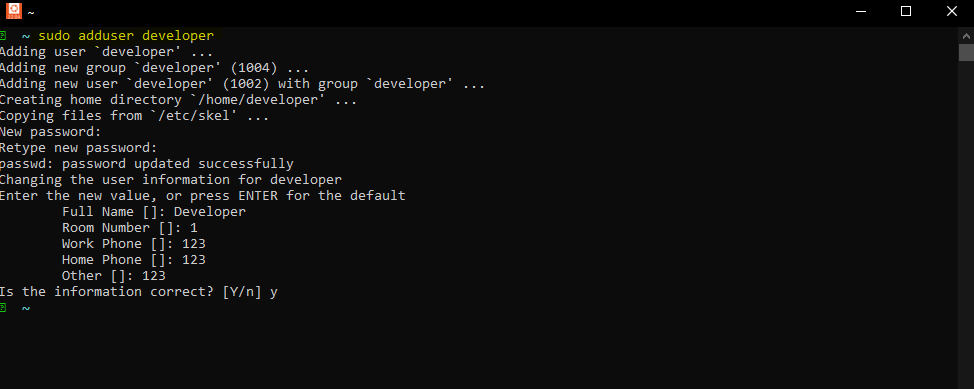 ~
~ sudo adduser developer
Adding user `developer' ...
Adding new group `developer' (1004) ...
Adding new user `developer' (1002) with group `developer' ...
Creating home directory `/home/developer' ...
Copying files from `/etc/skel' ...
New password:
Retype new password:
passwd: password updated successfully
Changing the user information for developer
Enter the new value, or press ENTER for the default
        Full Name []: Developer
        Room Number []: 1
        Work Phone []: 123
        Home Phone []: 123
        Other []: 123
Is the information correct? [Y/n] y
~